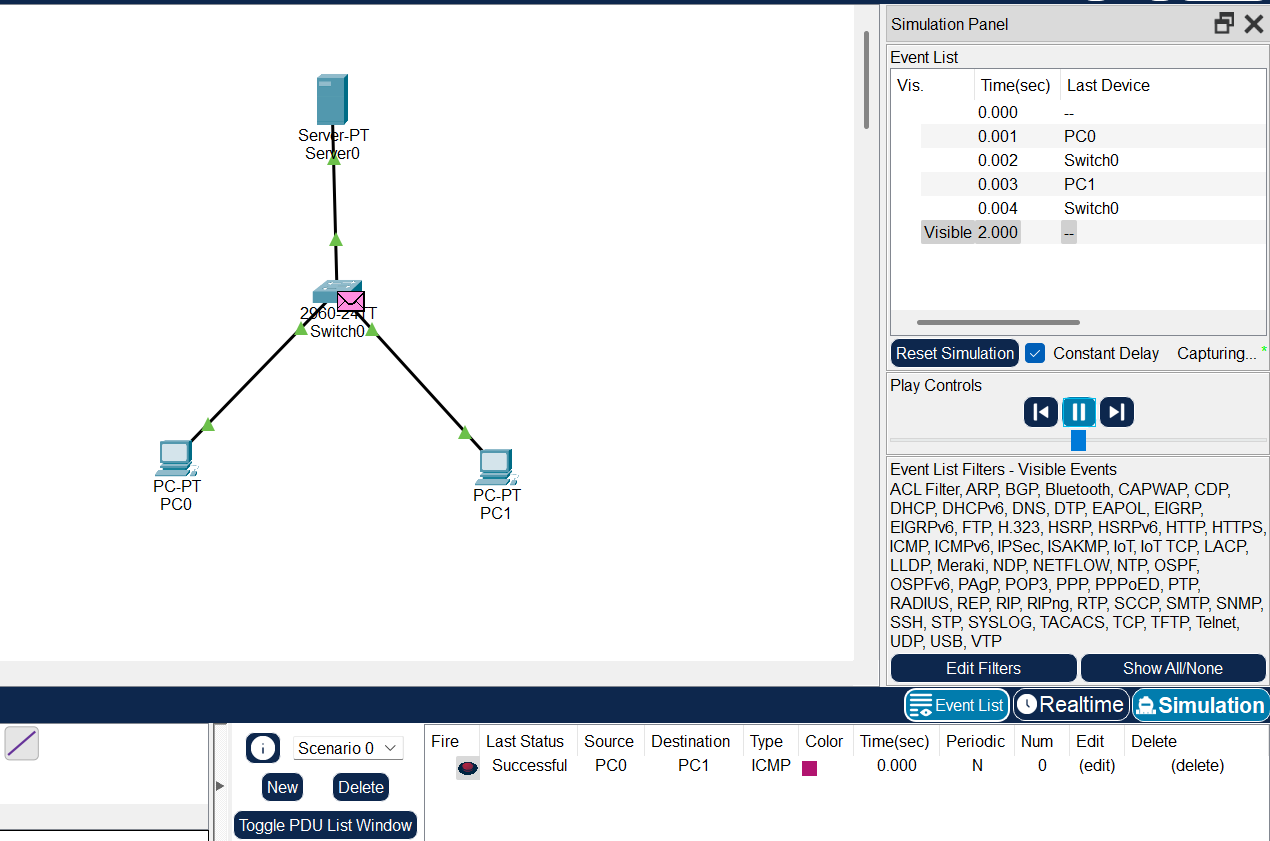 Simulation Panel
Event List
Vis. Time(sec) Last Device
0.000 --
0.001 PC0
0.002 Switch0
0.003 PC1
0.004 Switch0
Visible 2.000 --
Reset Simulation Constant Delay Capturing... *
Play Controls
Event List Filters - Visible Events
ACL Filter, ARP, BGP, Bluetooth, CAPWAP, CDP,
DHCP, DHCPv6, DNS, DTP, EAPOL, EIGRP,
EIGRPv6, FTP, H.323, HSRP, HSRPv6, HTTP, HTTPS,
ICMP, ICMPv6, IPSec, ISAKMP, IoT, IoT TCP, LACP,
LLDP, Meraki, NDP, NETFLOW, NTP, OSPF,
OSPFv6, PAgP, POP3, PPP, PPPoED, PTP,
RADIUS, REP, RIP, RIPng, RTP, SCCP, SMTP, SNMP,
SSH, STP, SYSLOG, TACACS, TCP, TFTP, Telnet,
UDP, USB, VTP
Edit Filters Show All/None
Server-PT
Server0
2960-24TT
Switch0
PC-PT
PC0
PC-PT
PC1
Event List Realtime Simulation
Scenario 0
New Delete
Toggle PDU List Window
Fire Last Status Source Destination Type Color Time(sec) Periodic Num Edit Delete
Successful PC0 PC1 ICMP 0.000 N 0 (edit) (delete)